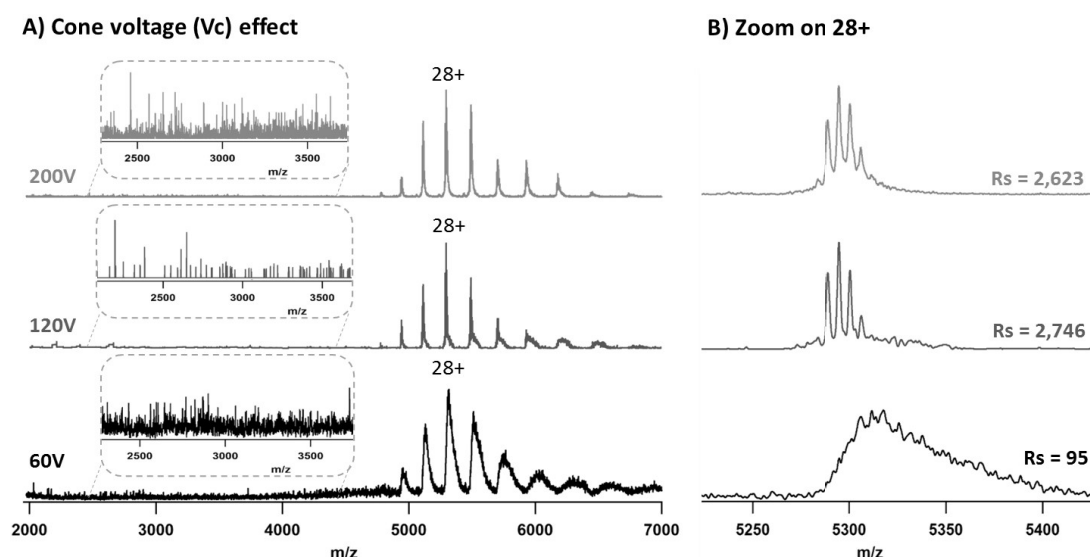 A) Cone voltage (Vc) effect
B) Zoom on 28+
28+
2500 3000 3500
m/z
200V
Rs = 2,623
28+
2500 3000 3500
m/z
120V
Rs = 2,746
28+
2500 3000 3500
m/z
60V
Rs = 95
2000 3000 4000 5000 6000 7000
m/z
5250 5300 5350 5400
m/z